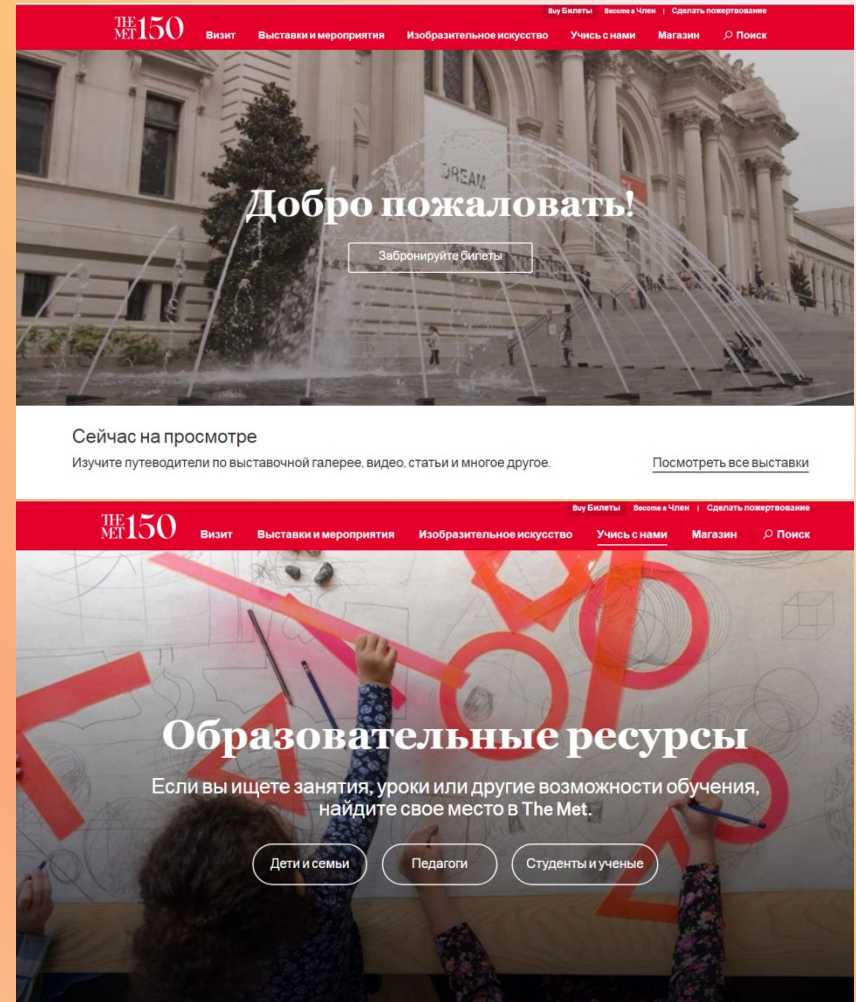 Buy Билеты Become a Член | Сделать пожертвование
THE MET 150 Визит Выставки и мероприятия Изобразительное искусство Учись с нами Магазин Поиск
DREAM
Добро пожаловать!
Забронируйте билеты
Сейчас на просмотре
Изучите путеводители по выставочной галерее, видео, статьи и многое другое. Посмотреть все выставки
Buy Билеты Become a Член | Сделать пожертвование
THE MET 150 Визит Выставки и мероприятия Изобразительное искусство Учись с нами Магазин Поиск
Образовательные ресурсы
Если вы ищете занятия, уроки или другие возможности обучения,
найдите свое место в The Met.
Дети и семьи Педагоги Студенты и ученые